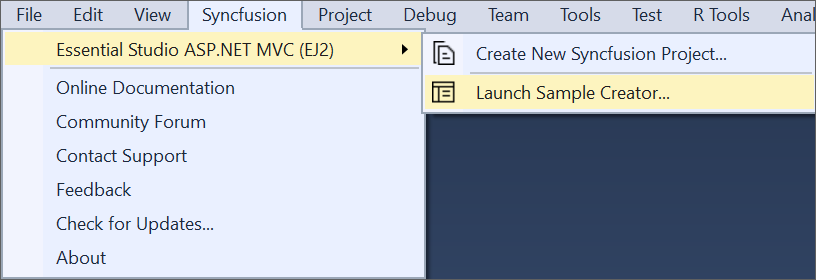 File Edit View Syncfusion Project Debug Team Tools Test R Tools Anal
Essential Studio ASP.NET MVC (EJ2)
Create New Syncfusion Project...
Launch Sample Creator...
Online Documentation
Community Forum
Contact Support
Feedback
Check for Updates...
About